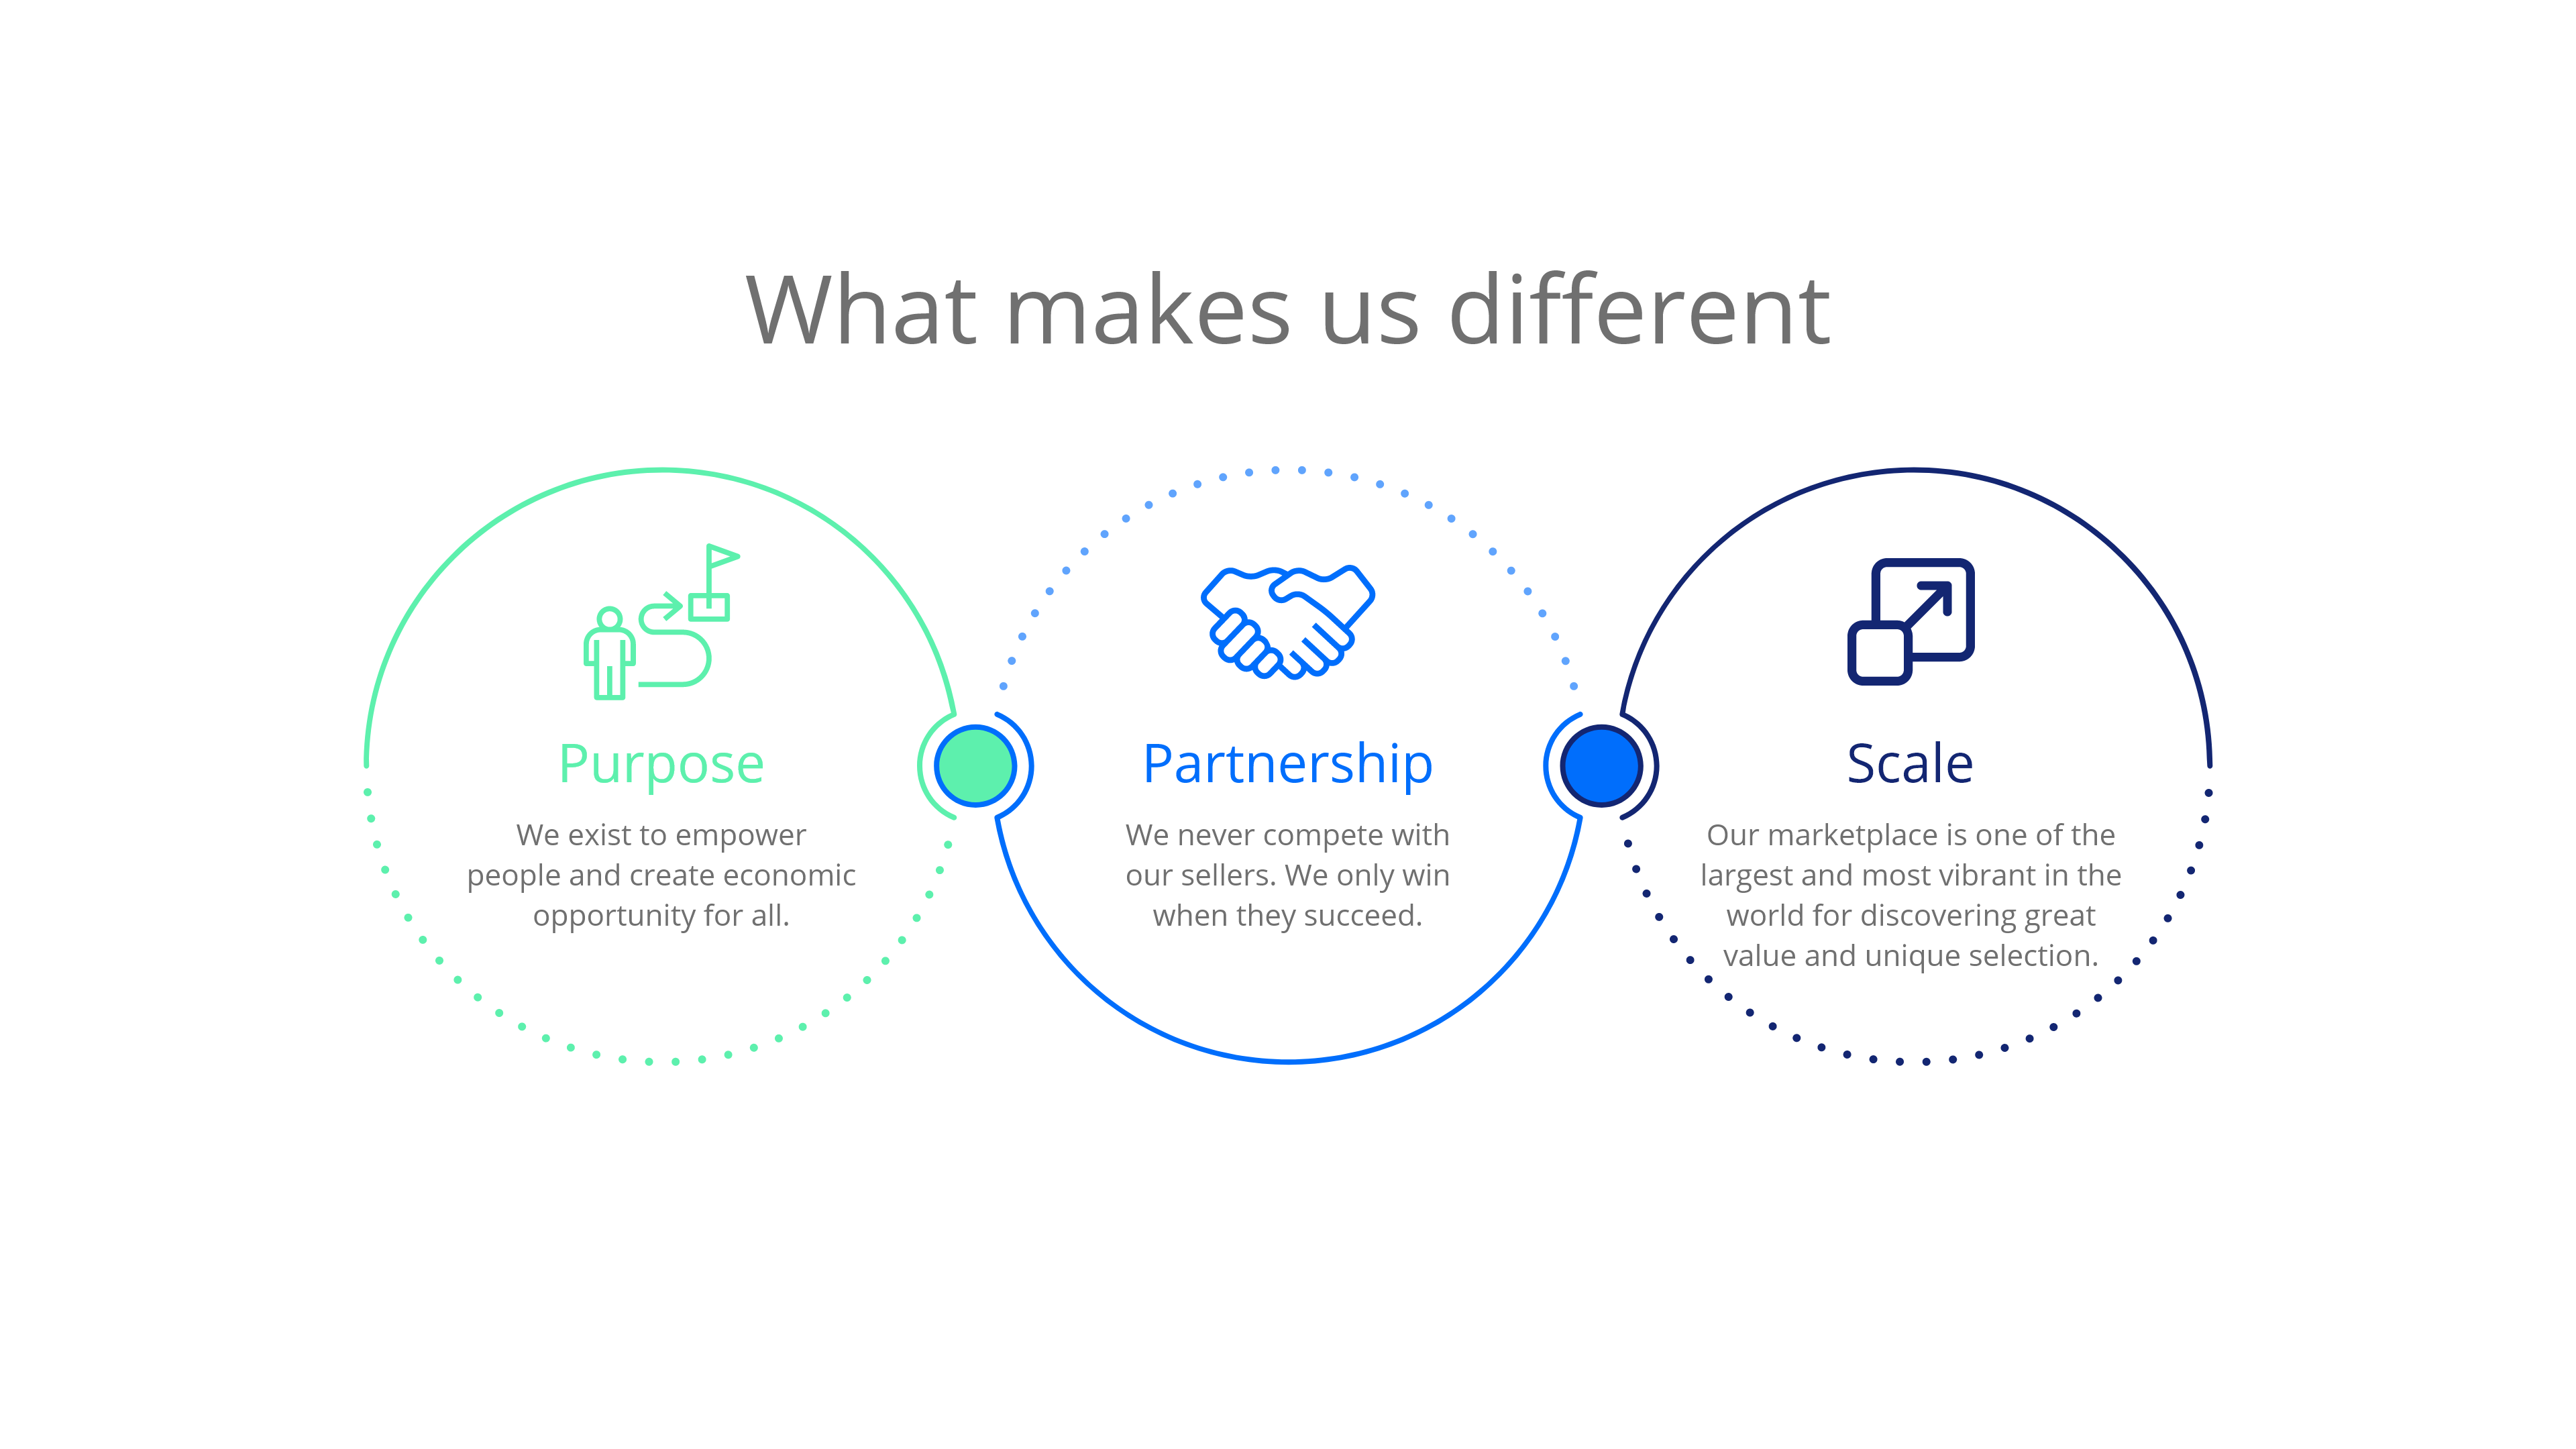 What makes us different
Purpose
We exist to empower
people and create economic
opportunity for all.
Partnership
We never compete with
our sellers. We only win
when they succeed.
Scale
Our marketplace is one of the
largest and most vibrant in the
world for discovering great
value and unique selection.